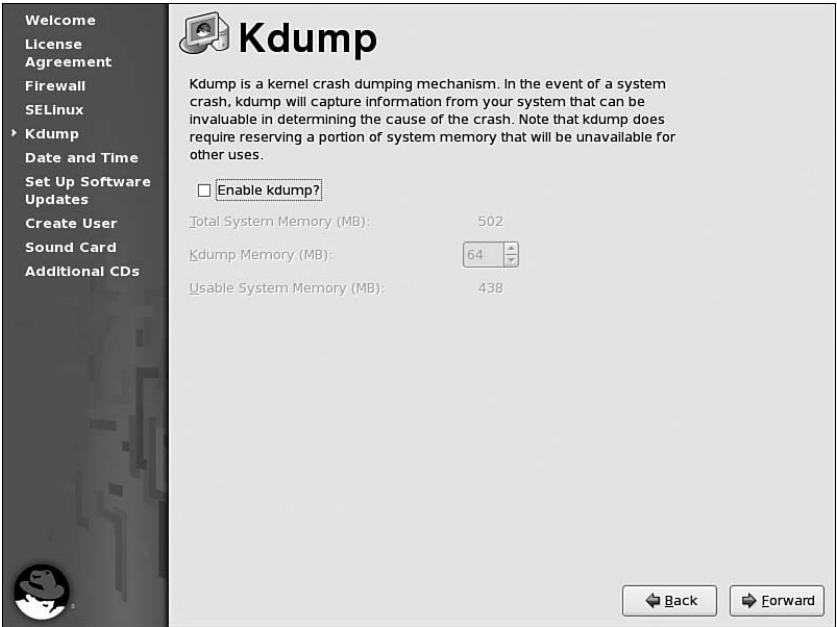 Welcome
License
Agreement
Firewall
SELinux
Kdump
Date and Time
Set Up Software
Updates
Create User
Sound Card
Additional CDs
Kdump
Kdump is a kernel crash dumping mechanism. In the event of a system
crash, kdump will capture information from your system that can be
invaluable in determining the cause of the crash. Note that kdump does
require reserving a portion of system memory that will be unavailable for
other uses.
Enable kdump?
Total System Memory (MB): 502
Kdump Memory (MB): 64
Usable System Memory (MB): 438
Back Forward